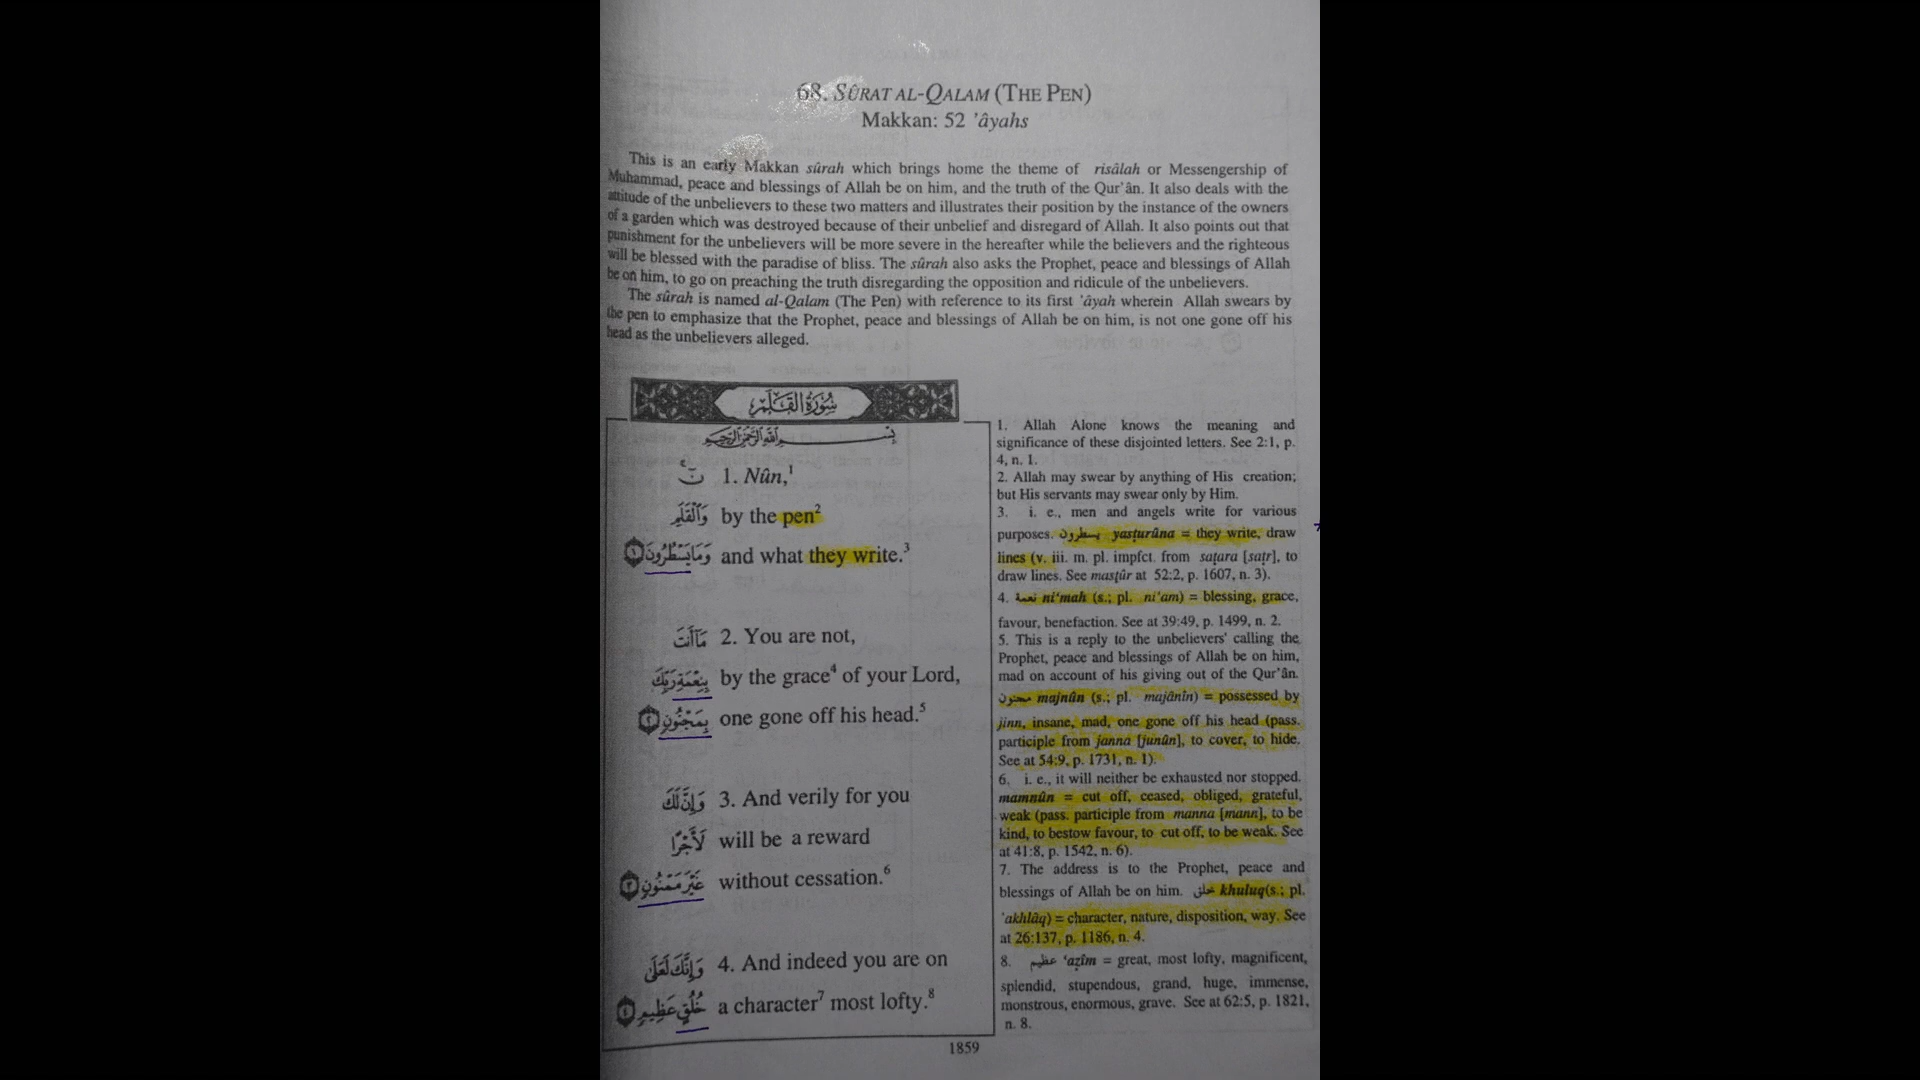 68. SÛRAT AL-QALAM (THE PEN)
Makkan: 52 ’âyahs
This is an early Makkan sûrah which brings home the theme of risâlah or Messengership of
Muhammad, peace and blessings of Allah be on him, and the truth of the Qur’ân. It also deals with the
attitude of the unbelievers to these two matters and illustrates their position by the instance of the owners
of a garden which was destroyed because of their unbelief and disregard of Allah. It also points out that
punishment for the unbelievers will be more severe in the hereafter while the believers and the righteous
will be blessed with the paradise of bliss. The sûrah also asks the Prophet, peace and blessings of Allah
be on him, to go on preaching the truth disregarding the opposition and ridicule of the unbelievers.
The sûrah is named al-Qalam (The Pen) with reference to its first ’âyah wherein Allah swears by
the pen to emphasize that the Prophet, peace and blessings of Allah be on him, is not one gone off his
head as the unbelievers alleged.
سُورَةُ القَلَمِ
بِسْمِ اللَّهِ الرَّحْمَٰنِ الرَّحِيمِ
نٓ 1. Nûn,1
وَٱلْقَلَمِ by the pen2
وَمَا يَسْطُرُونَ ١ and what they write.3
مَآ أَنتَ 2. You are not,
بِنِعْمَةِ رَبِّكَ by the grace4 of your Lord,
بِمَجْنُونٍ ٢ one gone off his head.5
وَإِنَّ لَكَ 3. And verily for you
لَأَجْرًا will be a reward
غَيْرَ مَمْنُونٍ ٣ without cessation.6
وَإِنَّكَ لَعَلَىٰ 4. And indeed you are on
خُلُقٍ عَظِيمٍ ٤ a character7 most lofty.8
1. Allah Alone knows the meaning and
significance of these disjointed letters. See 2:1, p.
4, n. 1.
2. Allah may swear by anything of His creation;
but His servants may swear only by Him.
3. i. e., men and angels write for various
purposes. يسطرون yasṭurûna = they write, draw
lines (v. iii. m. pl. impfct. from saṭara [saṭr], to
draw lines. See masṭûr at 52:2, p. 1607, n. 3).
4. نعمة ni‘mah (s.; pl. ni‘am) = blessing, grace,
favour, benefaction. See at 39:49, p. 1499, n. 2.
5. This is a reply to the unbelievers’ calling the
Prophet, peace and blessings of Allah be on him,
mad on account of his giving out of the Qur’ân.
مجنون majnûn (s.; pl. majânîn) = possessed by
jinn, insane, mad, one gone off his head (pass.
participle from janna [junûn], to cover, to hide.
See at 54:9, p. 1731, n. 1).
6. i. e., it will neither be exhausted nor stopped.
mamnûn = cut off, ceased, obliged, grateful,
weak (pass. participle from manna [mann], to be
kind, to bestow favour, to cut off, to be weak. See
at 41:8, p. 1542, n. 6).
7. The address is to the Prophet, peace and
blessings of Allah be on him. خلق khuluq(s.; pl.
’akhlâq) = character, nature, disposition, way. See
at 26:137, p. 1186, n. 4.
8. عظيم ‘aẓîm = great, most lofty, magnificent,
splendid, stupendous, grand, huge, immense,
monstrous, enormous, grave. See at 62:5, p. 1821,
n. 8.
1859